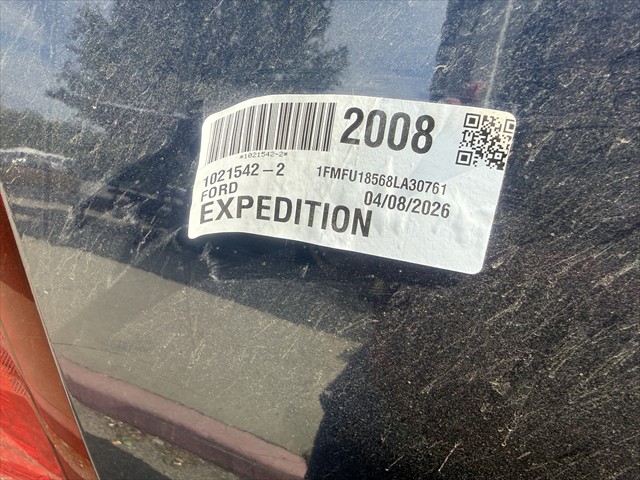 2008
*1021542-2*
1021542-2 1FMFU18568LA30761
FORD 04/08/2026
EXPEDITION